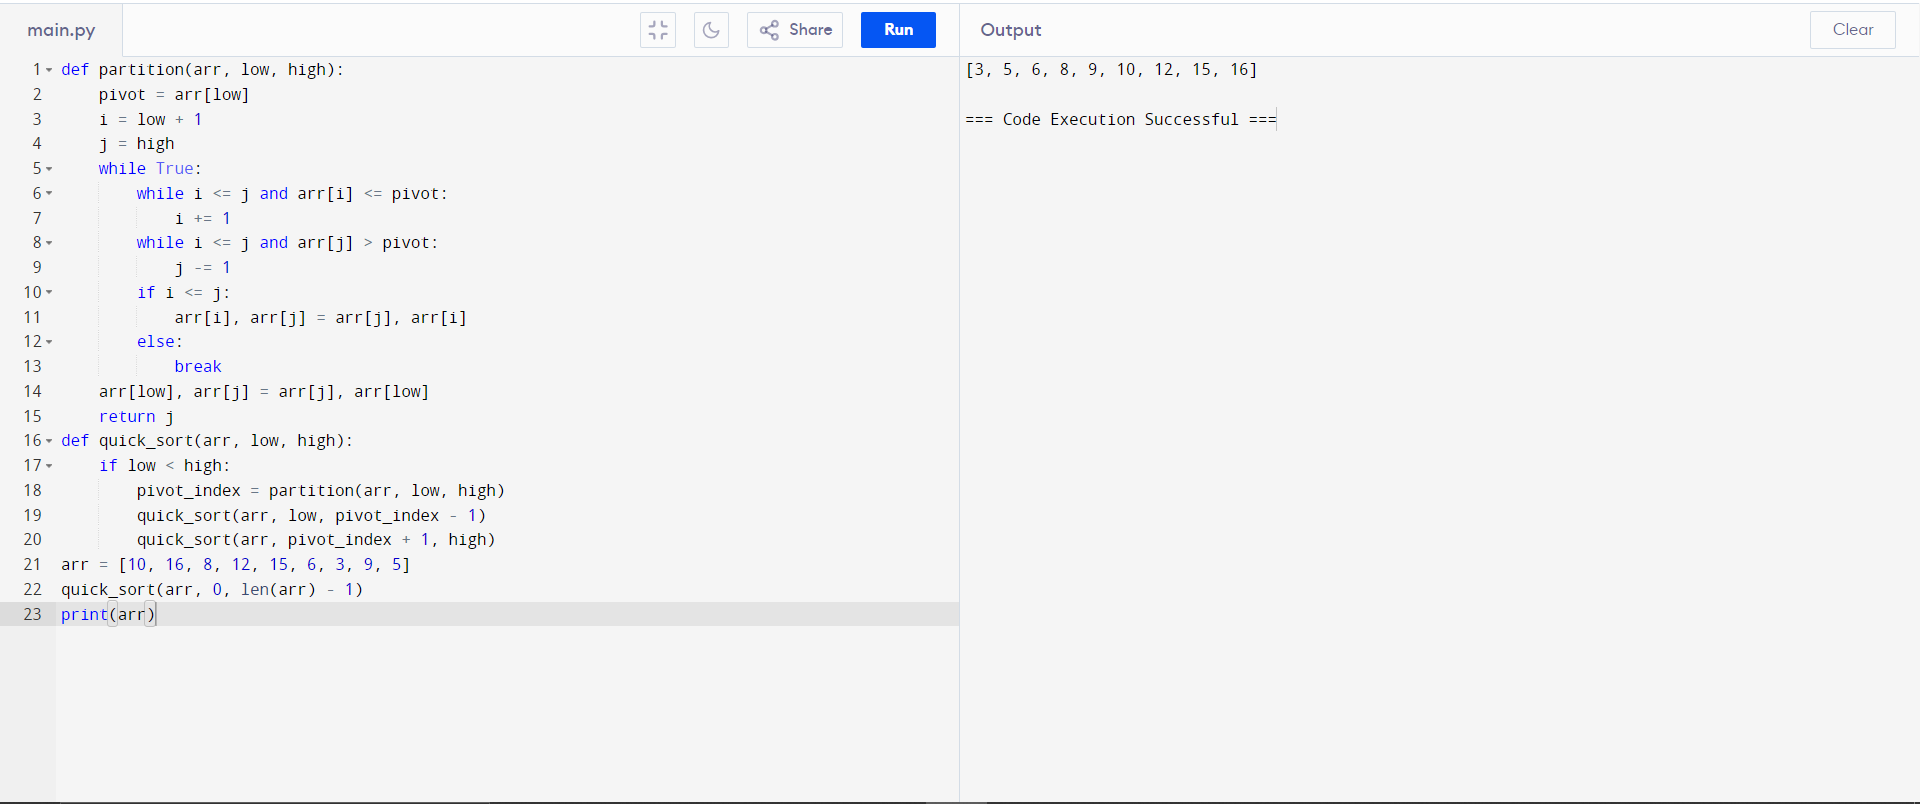 main.py
Share
Run
Output
Clear
1 def partition(arr, low, high):
2     pivot = arr[low]
3     i = low + 1
4     j = high
5     while True:
6         while i <= j and arr[i] <= pivot:
7             i += 1
8         while i <= j and arr[j] > pivot:
9             j -= 1
10         if i <= j:
11             arr[i], arr[j] = arr[j], arr[i]
12         else:
13             break
14     arr[low], arr[j] = arr[j], arr[low]
15     return j
16 def quick_sort(arr, low, high):
17     if low < high:
18         pivot_index = partition(arr, low, high)
19         quick_sort(arr, low, pivot_index - 1)
20         quick_sort(arr, pivot_index + 1, high)
21 arr = [10, 16, 8, 12, 15, 6, 3, 9, 5]
22 quick_sort(arr, 0, len(arr) - 1)
23 print(arr)
[3, 5, 6, 8, 9, 10, 12, 15, 16]
=== Code Execution Successful ===